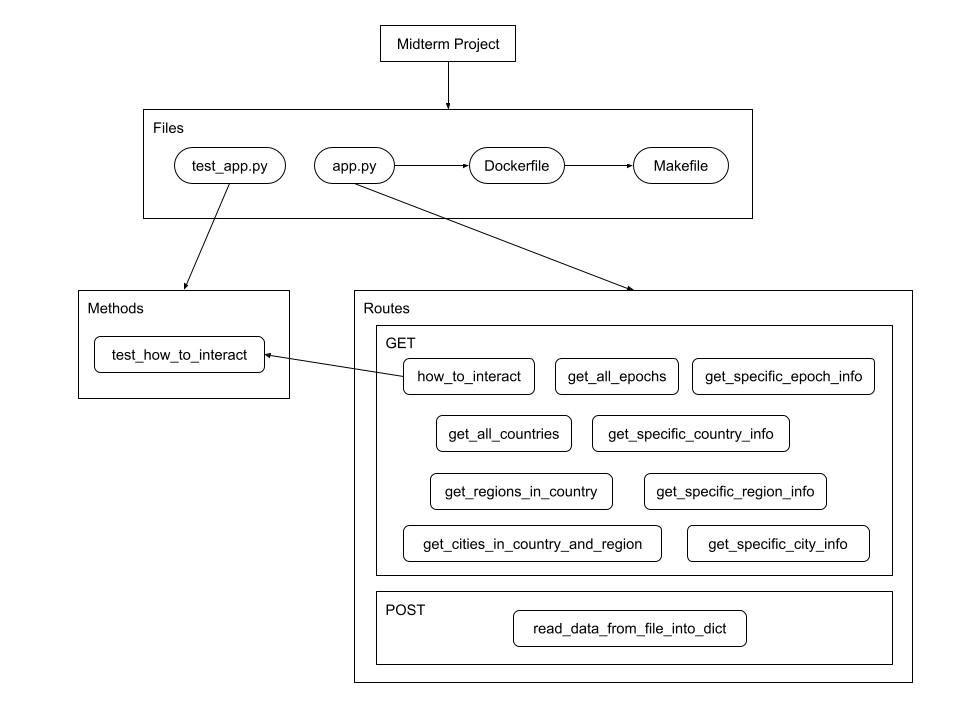 Midterm Project
Files
test_app.py
app.py
Dockerfile
Makefile
Methods
test_how_to_interact
Routes
GET
how_to_interact
get_all_epochs
get_specific_epoch_info
get_all_countries
get_specific_country_info
get_regions_in_country
get_specific_region_info
get_cities_in_country_and_region
get_specific_city_info
POST
read_data_from_file_into_dict